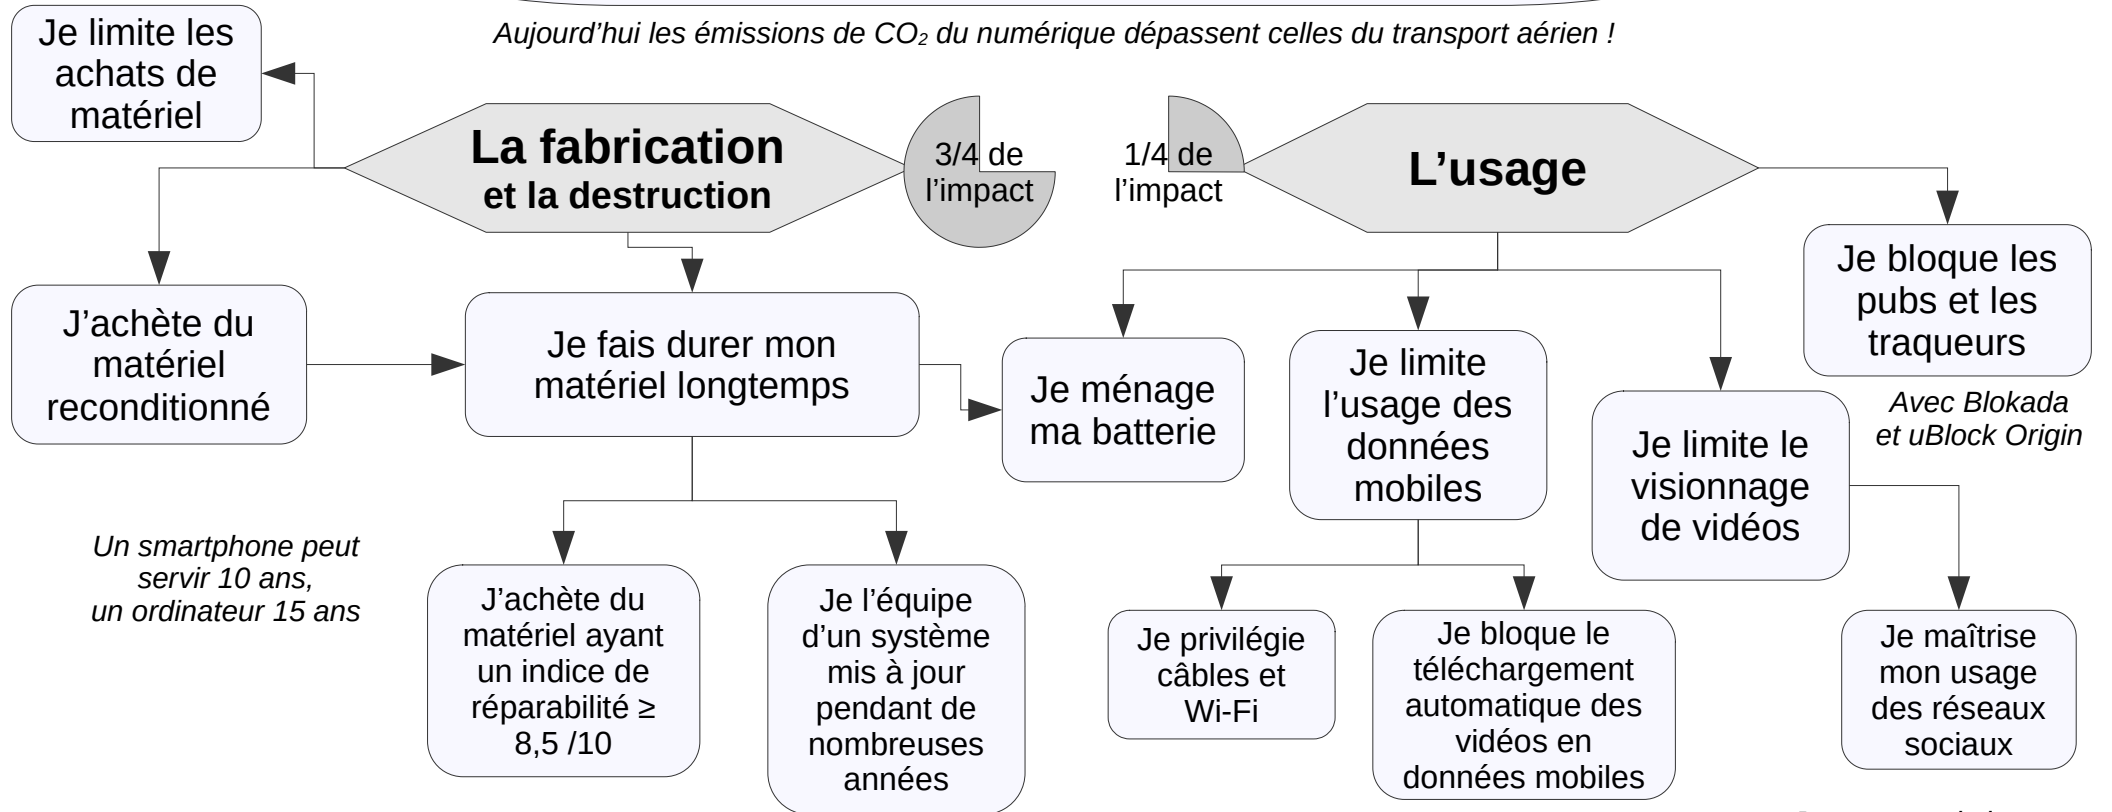 Aujourd’hui les émissions de CO₂ du numérique dépassent celles du transport aérien !
Je limite les
achats de
matériel
La fabrication
et la destruction
3/4 de
l’impact
1/4 de
l’impact
L’usage
Je bloque les
pubs et les
traqueurs
Avec Blokada
et uBlock Origin
J’achète du
matériel
reconditionné
Je fais durer mon
matériel longtemps
Je ménage
ma batterie
Je limite
l’usage des
données
mobiles
Je limite le
visionnage
de vidéos
Un smartphone peut
servir 10 ans,
un ordinateur 15 ans
J’achète du
matériel ayant
un indice de
réparabilité ≥
8,5 /10
Je l’équipe
d’un système
mis à jour
pendant de
nombreuses
années
Je privilégie
câbles et
Wi-Fi
Je bloque le
téléchargement
automatique des
vidéos en
données mobiles
Je maîtrise
mon usage
des réseaux
sociaux